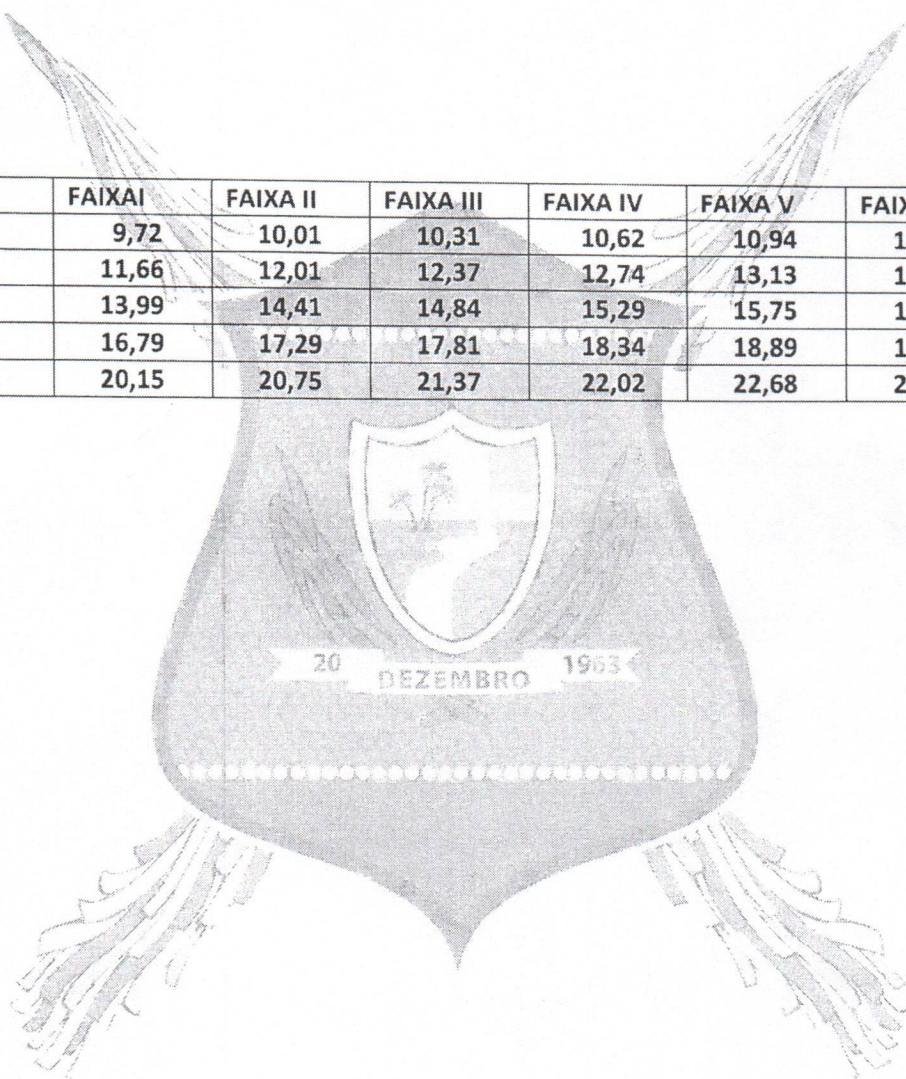 FAIXAI FAIXA II FAIXA III FAIXA IV FAIXA V
9,72 10,01 10,31 10,62 10,94
11,66 12,01 12,37 12,74 13,13
13,99 14,41 14,84 15,29 15,75
16,79 17,29 17,81 18,34 18,89
20,15 20,75 21,37 22,02 22,68
20 DEZEMBRO 1963